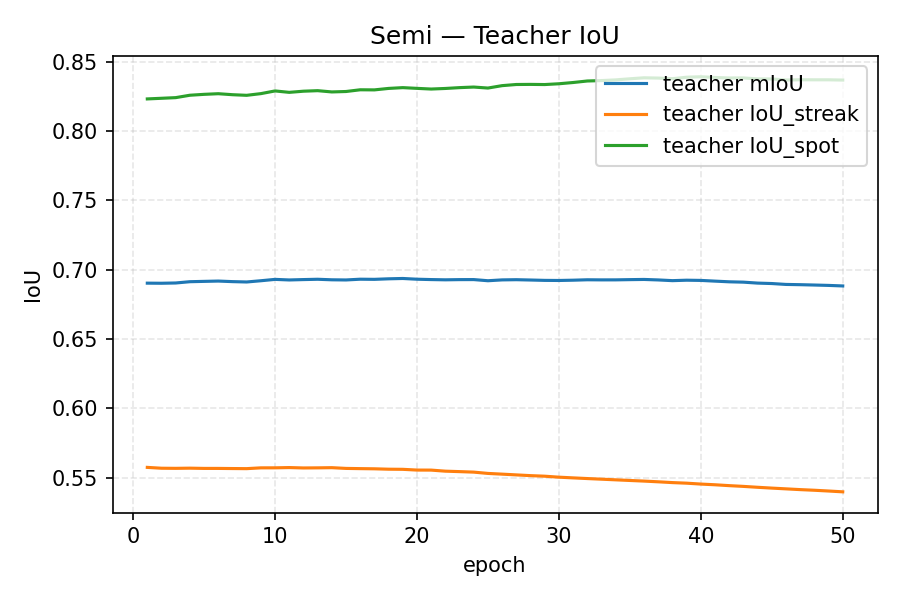 Semi — Teacher IoU
0.85
0.80
0.75
0.70
0.65
0.60
0.55
IoU
teacher mIoU
teacher IoU_streak
teacher IoU_spot
0
10
20
30
40
50
epoch